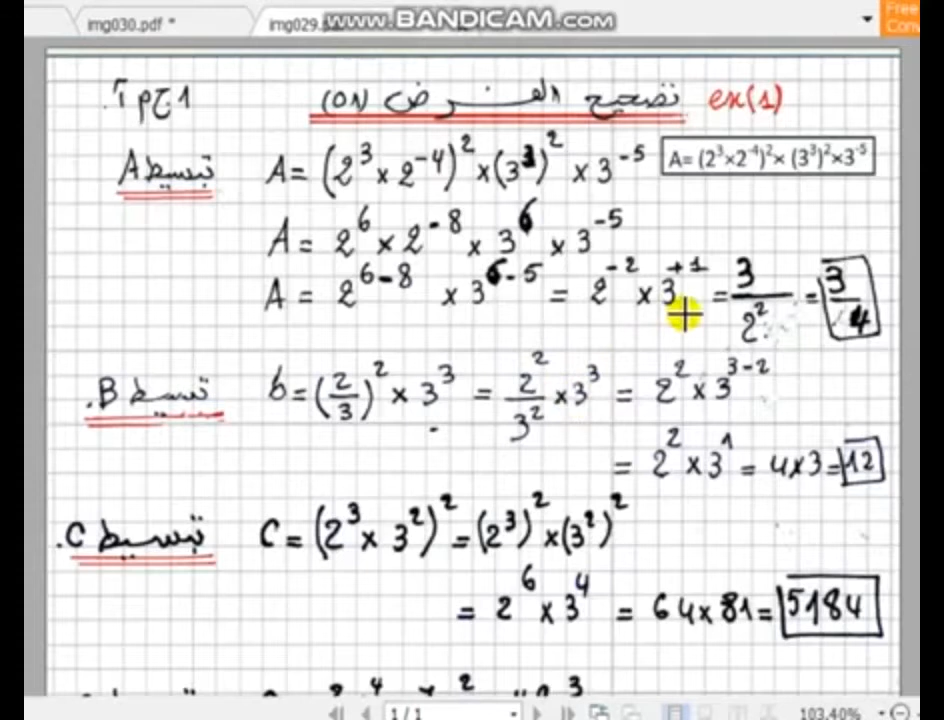 img030.pdf * img029.
www.BANDICAM.com
Free
Conv
ex(1) تصحيح الفرض (01) 1
A= (2³×2⁻⁴)²× (3³)²×3⁻⁵
تبسيط A A = (2³ × 2⁻⁴)² × (3³)² × 3⁻⁵
A = 2⁶ × 2⁻⁸ × 3⁶ × 3⁻⁵
A = 2⁶⁻⁸ × 3⁶⁻⁵ = 2⁻² × 3⁺¹ = 3/2² = 3/4
تبسيط B. b = (2/3)² × 3³ = 2²/3² × 3³ = 2² × 3³⁻²
= 2² × 3¹ = 4×3 = 12
تبسيط C. C = (2³ × 3²)² = (2³)² × (3²)²
= 2⁶ × 3⁴ = 64×81 = 5184
1 / 1 103.40%